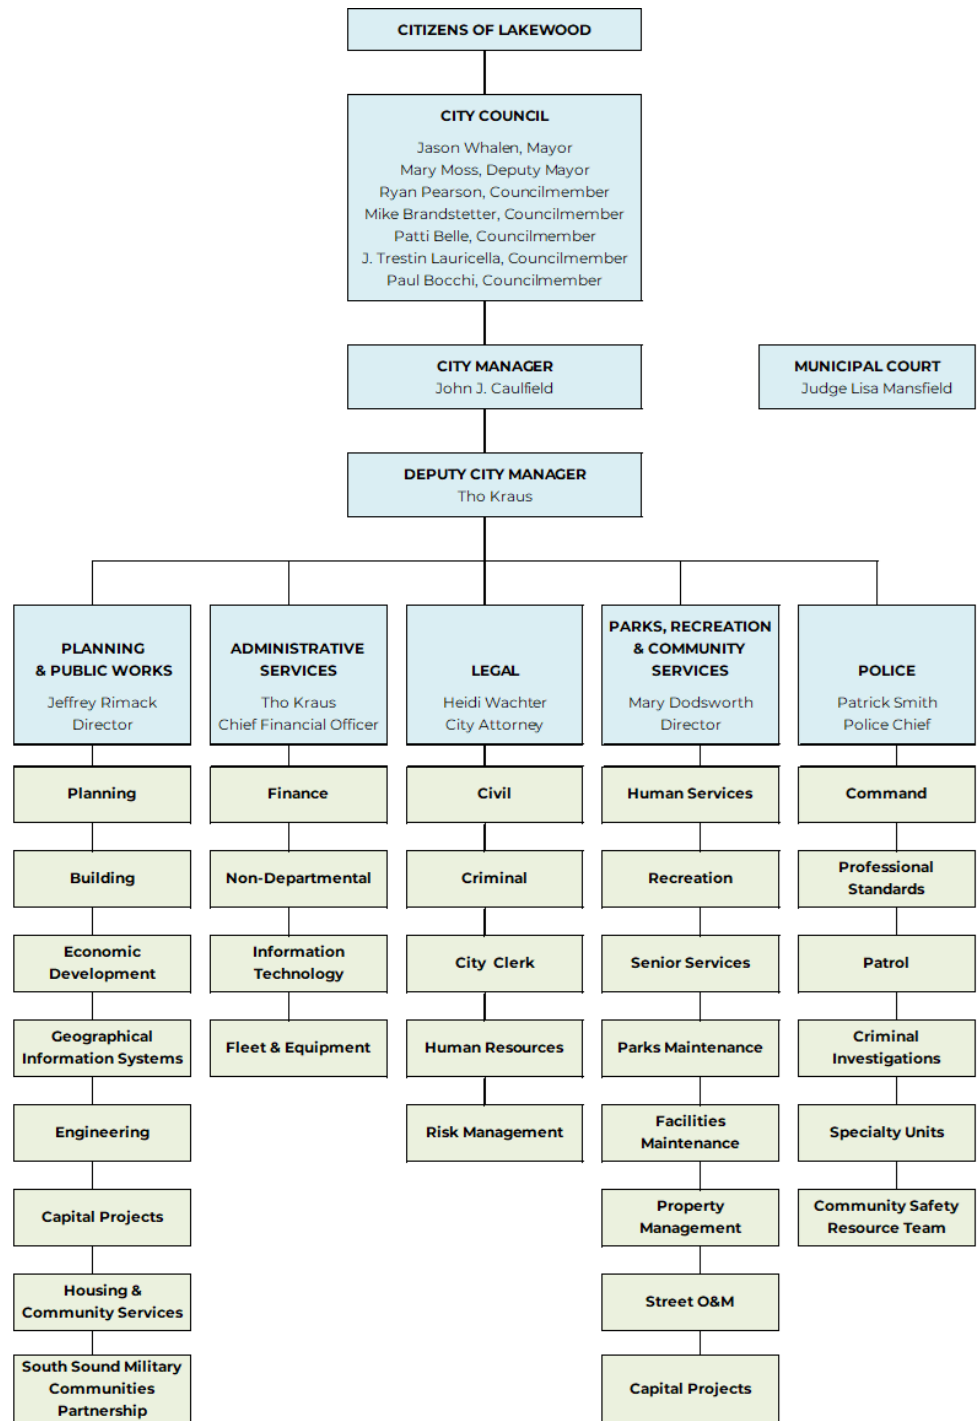 CITIZENS OF LAKEWOOD
CITY COUNCIL
Jason Whalen, Mayor
Mary Moss, Deputy Mayor
Ryan Pearson, Councilmember
Mike Brandstetter, Councilmember
Patti Belle, Councilmember
J. Trestin Lauricella, Councilmember
Paul Bocchi, Councilmember
CITY MANAGER
John J. Caulfield
MUNICIPAL COURT
Judge Lisa Mansfield
DEPUTY CITY MANAGER
Tho Kraus
PLANNING
& PUBLIC WORKS
Jeffrey Rimack
Director
ADMINISTRATIVE
SERVICES
Tho Kraus
Chief Financial Officer
LEGAL
Heidi Wachter
City Attorney
PARKS, RECREATION
& COMMUNITY
SERVICES
Mary Dodsworth
Director
POLICE
Patrick Smith
Police Chief
Planning
Building
Economic
Development
Geographical
Information Systems
Engineering
Capital Projects
Housing &
Community Services
South Sound Military
Communities
Partnership
Finance
Non-Departmental
Information
Technology
Fleet & Equipment
Civil
Criminal
City Clerk
Human Resources
Risk Management
Human Services
Recreation
Senior Services
Parks Maintenance
Facilities
Maintenance
Property
Management
Street O&M
Capital Projects
Command
Professional
Standards
Patrol
Criminal
Investigations
Specialty Units
Community Safety
Resource Team